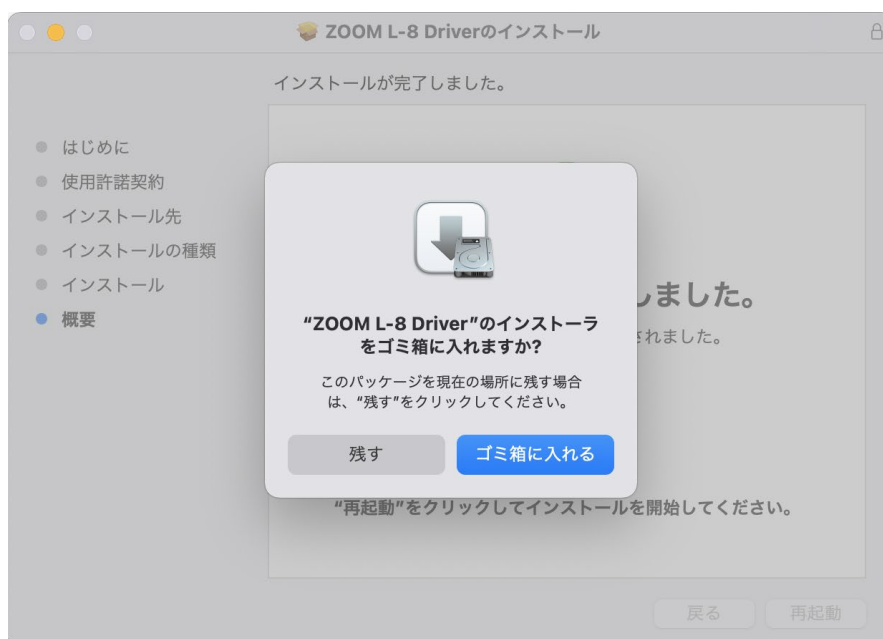 ZOOM L-8 Driverのインストール
インストールが完了しました。
はじめに
使用許諾契約
インストール先
インストールの種類
インストール
概要
しました。
されました。
“ZOOM L-8 Driver”のインストーラ
をゴミ箱に入れますか?
このパッケージを現在の場所に残す場合
は、“残す”をクリックしてください。
残す
ゴミ箱に入れる
“再起動”をクリックしてインストールを開始してください。
戻る
再起動